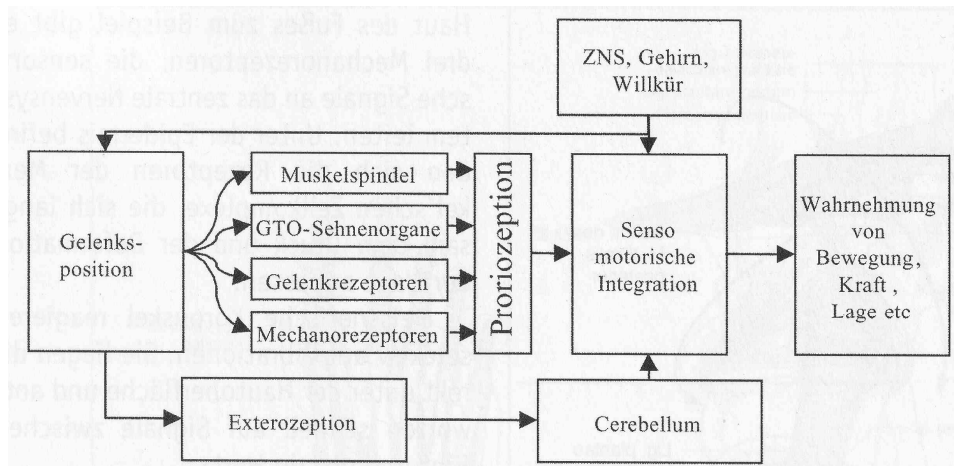 ZNS, Gehirn,
Willkür
Gelenks-
position
Muskelspindel
GTO-Sehnenorgane
Gelenkrezeptoren
Mechanorezeptoren
Proriozeption
Senso
motorische
Integration
Wahrnehmung
von
Bewegung,
Kraft ,
Lage etc
Exterozeption
Cerebellum